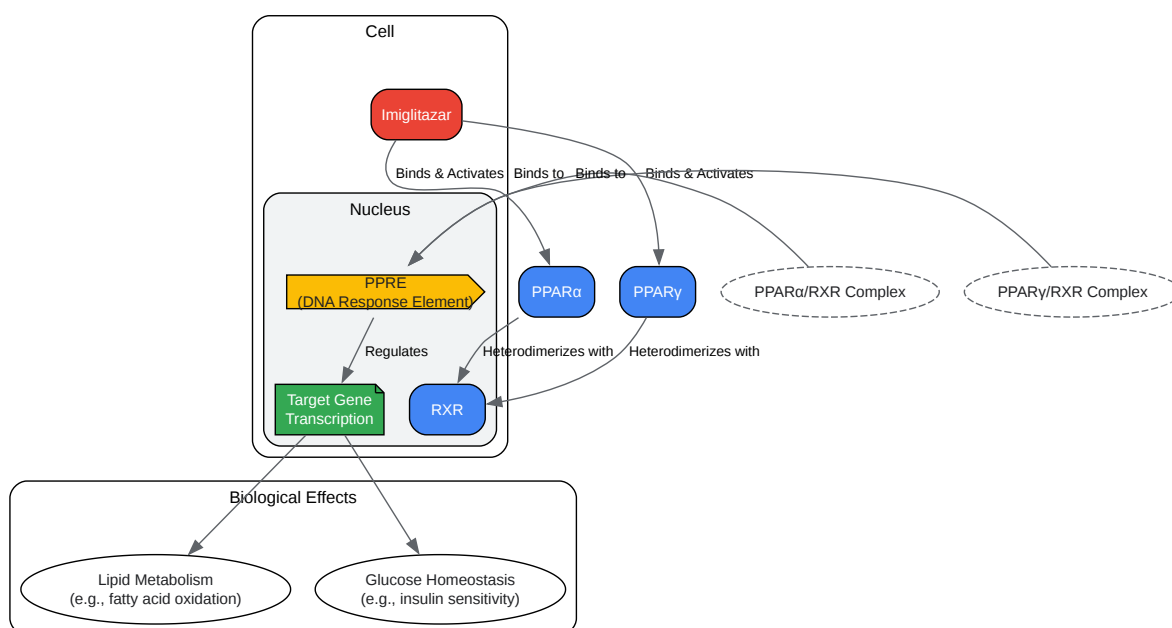 Cell
Imiglitazar
Binds & Activates
Binds to
Binds to
Binds & Activates
Nucleus
PPRE
(DNA Response Element)
PPARα
PPARγ
PPARα/RXR Complex
PPARγ/RXR Complex
Regulates
Heterodimerizes with
Heterodimerizes with
Target Gene
Transcription
RXR
Biological Effects
Lipid Metabolism
(e.g., fatty acid oxidation)
Glucose Homeostasis
(e.g., insulin sensitivity)